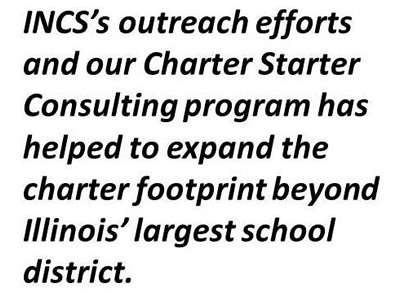 INCS’s outreach efforts
and our Charter Starter
Consulting program has
helped to expand the
charter footprint beyond
Illinois’ largest school
district.